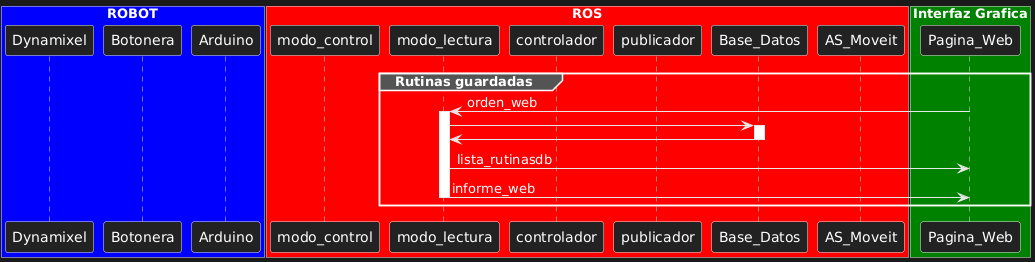 ROBOT ROS Interfaz Grafica
Dynamixel Botonera Arduino modo_control modo_lectura controlador publicador Base_Datos AS_Moveit Pagina_Web
Rutinas guardadas
orden_web
lista_rutinasdb
informe_web
Dynamixel Botonera Arduino modo_control modo_lectura controlador publicador Base_Datos AS_Moveit Pagina_Web